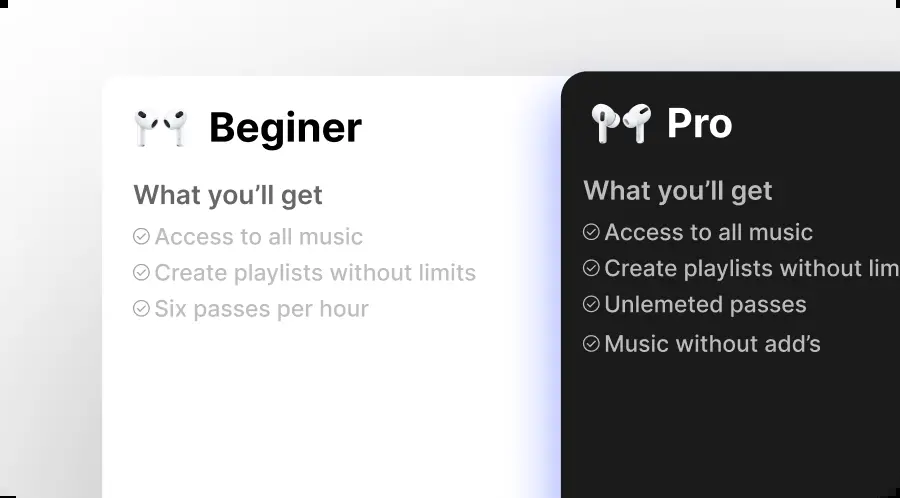 Beginer
What you’ll get
Access to all music
Create playlists without limits
Six passes per hour
Pro
What you’ll get
Access to all music
Create playlists without lim
Unlemeted passes
Music without add’s